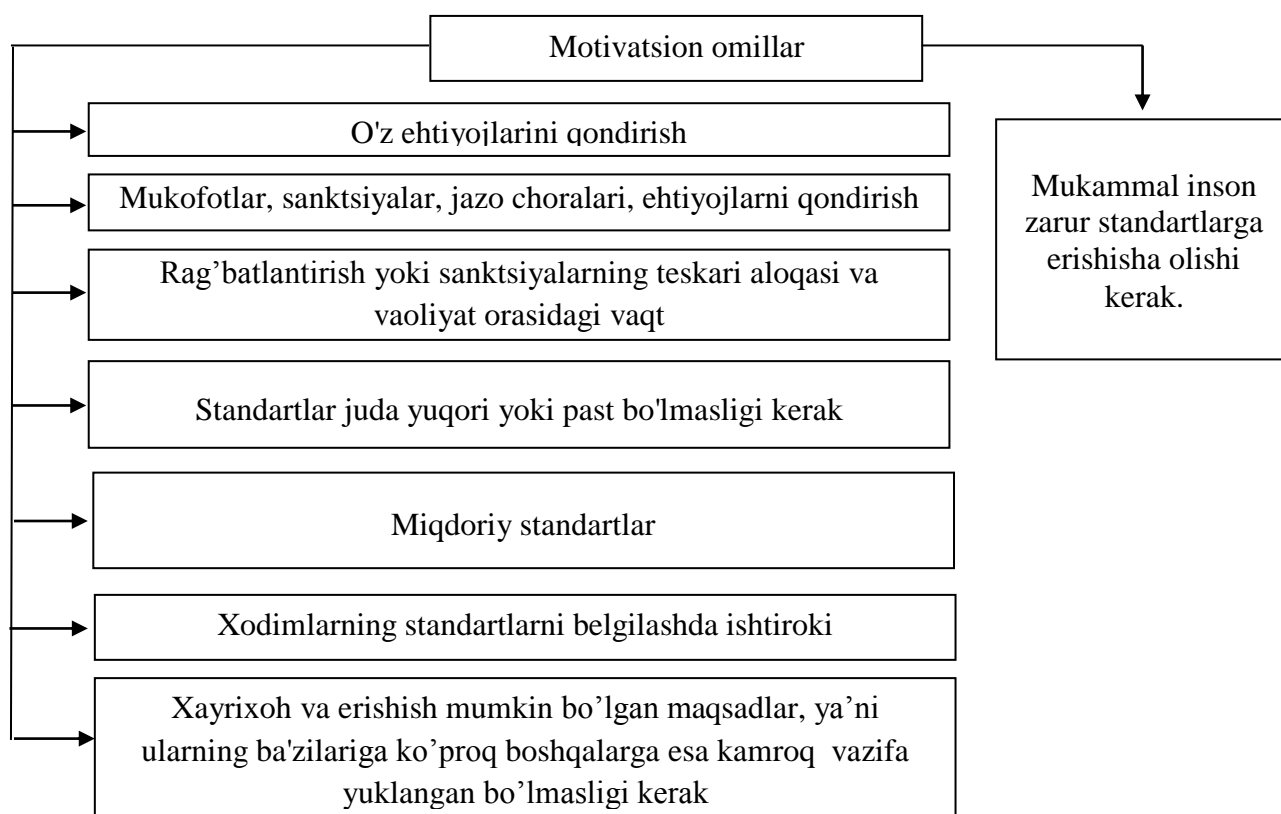 Motivatsion omillar
O'z ehtiyojlarini qondirish
Mukofotlar, sanktsiyalar, jazo choralari, ehtiyojlarni qondirish
Rag’batlantirish yoki sanktsiyalarning teskari aloqasi va
vaoliyat orasidagi vaqt
Standartlar juda yuqori yoki past bo'lmasligi kerak
Miqdoriy standartlar
Xodimlarning standartlarni belgilashda ishtiroki
Xayrixoh va erishish mumkin bo’lgan maqsadlar, ya’ni
ularning ba'zilariga ko’proq boshqalarga esa kamroq vazifa
yuklangan bo’lmasligi kerak
Mukammal inson
zarur standartlarga
erishisha olishi
kerak.